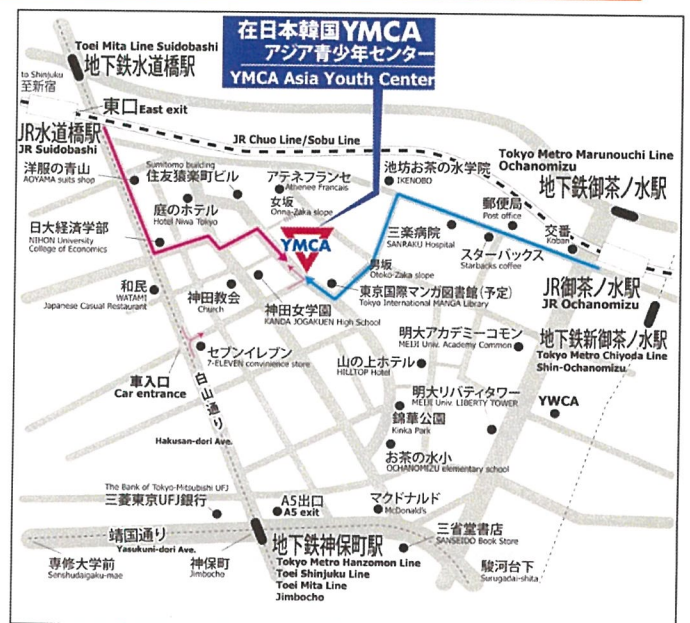 在日本韓国YMCA
アジア青少年センター
YMCA Asia Youth Center
Toei Mita Line Suidobashi
地下鉄水道橋駅
to Shinjuku
至新宿
東口East exit
JR水道橋駅
JR Suidobashi
JR Chuo Line/Sobu Line
Tokyo Metro Marunouchi Line
Ochanomizu
地下鉄御茶ノ水駅
洋服の青山
AOYAMA suits shop
Sumitomo building
住友猿楽町ビル
アテネフランセ
Athenee Francais
池坊お茶の水学院
IKENOBO
庭のホテル
Hotel Niwa Tokyo
女坂
Onna-Zaka slope
郵便局
Post office
交番
Koban
日大経済学部
NIHON University
College of Economics
YMCA
三楽病院
SANRAKU Hospital
スターバックス
Starbacks coffee
男坂
Otoko-Zaka slope
JR御茶ノ水駅
JR Ochanomizu
和民
WATAMI
Japanese Casual Restaurant
神田教会
Church
神田女学園
KANDA JOGAKUEN High School
東京国際マンガ図書館(予定)
Tokyo International MANGA Library
地下鉄新御茶ノ水駅
Tokyo Metro Chiyoda Line
Shin-Ochanomizu
明大アカデミーコモン
MEIJI Univ. Academy Common
セブンイレブン
7-ELEVEN convinience store
山の上ホテル
HILLTOP Hotel
車入口
Car entrance
白山通り
Hakusan-dori Ave.
明大リバティタワー
MEIJI Univ. LIBERTY TOWER
YWCA
錦華公園
Kinka Park
お茶の水小
OCHANOMIZU elementary school
The Bank of Tokyo-Mitsubishi UFJ
三菱東京UFJ銀行
A5出口
A5 exit
マクドナルド
McDonald's
靖国通り
Yasukuni-dori Ave.
専修大学前
Senshudaigaku-mae
神保町
Jimbocho
地下鉄神保町駅
Tokyo Metro Hanzomon Line
Toei Shinjuku Line
Toei Mita Line
Jimbocho
三省堂書店
SANSEIDO Book Store
駿河台下
Surugadai-shita